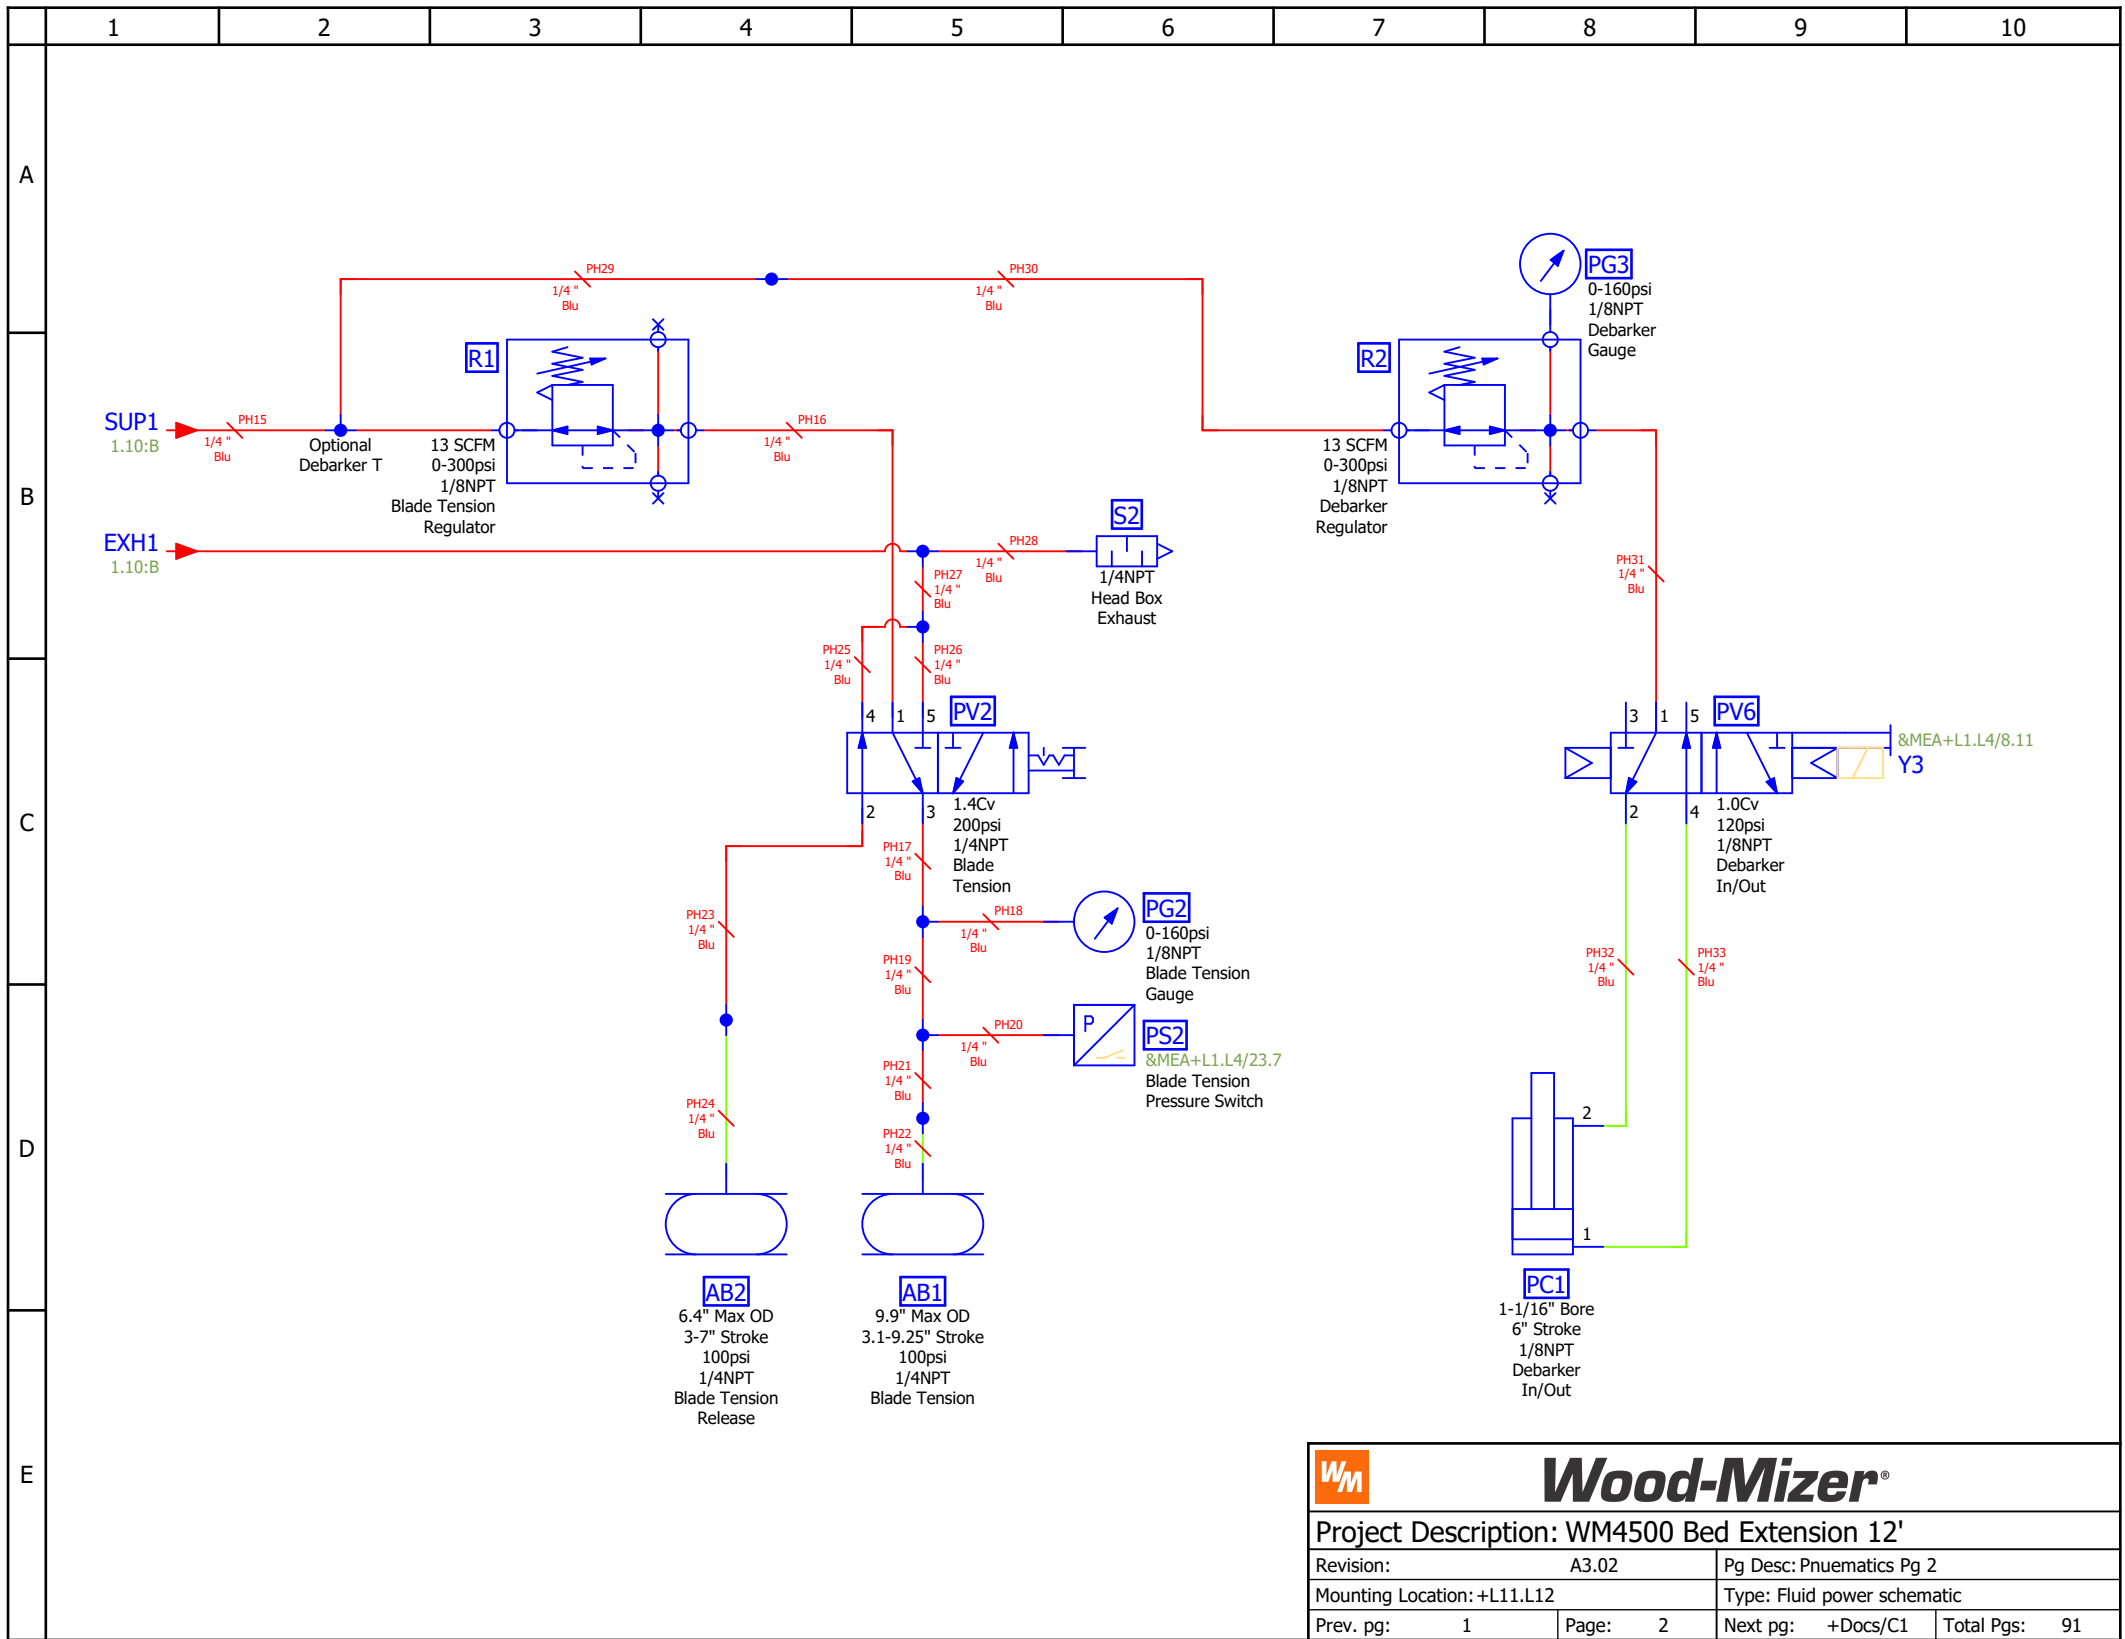 1 2 3 4 5 6 7 8 9 10
A
B
C
D
E
PH29
1/4 "
Blu
PH30
1/4 "
Blu
PG3
0-160psi
1/8NPT
Debarker
Gauge
SUP1
1.10:B
PH15
1/4 "
Blu
Optional
Debarker T
R1
13 SCFM
0-300psi
1/8NPT
Blade Tension
Regulator
PH16
1/4 "
Blu
R2
13 SCFM
0-300psi
1/8NPT
Debarker
Regulator
EXH1
1.10:B
PH28
1/4 "
Blu
S2
1/4NPT
Head Box
Exhaust
PH27
1/4 "
Blu
PH25
1/4 "
Blu
PH26
1/4 "
Blu
PH31
1/4 "
Blu
4 1 5
PV2
2 3
1.4Cv
200psi
1/4NPT
Blade
Tension
3 1 5
PV6
&MEA+L1.L4/8.11
Y3
2 4
1.0Cv
120psi
1/8NPT
Debarker
In/Out
PH17
1/4 "
Blu
PH23
1/4 "
Blu
PH18
1/4 "
Blu
PG2
0-160psi
1/8NPT
Blade Tension
Gauge
PH19
1/4 "
Blu
PH32
1/4 "
Blu
PH33
1/4 "
Blu
PH20
1/4 "
Blu
P
PS2
&MEA+L1.L4/23.7
Blade Tension
Pressure Switch
PH21
1/4 "
Blu
PH24
1/4 "
Blu
PH22
1/4 "
Blu
2
1
AB2
6.4" Max OD
3-7" Stroke
100psi
1/4NPT
Blade Tension
Release
AB1
9.9" Max OD
3.1-9.25" Stroke
100psi
1/4NPT
Blade Tension
PC1
1-1/16" Bore
6" Stroke
1/8NPT
Debarker
In/Out
WM
Wood-Mizer®
Project Description: WM4500 Bed Extension 12'
Revision: A3.02 Pg Desc: Pnuematics Pg 2
Mounting Location: +L11.L12 Type: Fluid power schematic
Prev. pg: 1 Page: 2 Next pg: +Docs/C1 Total Pgs: 91